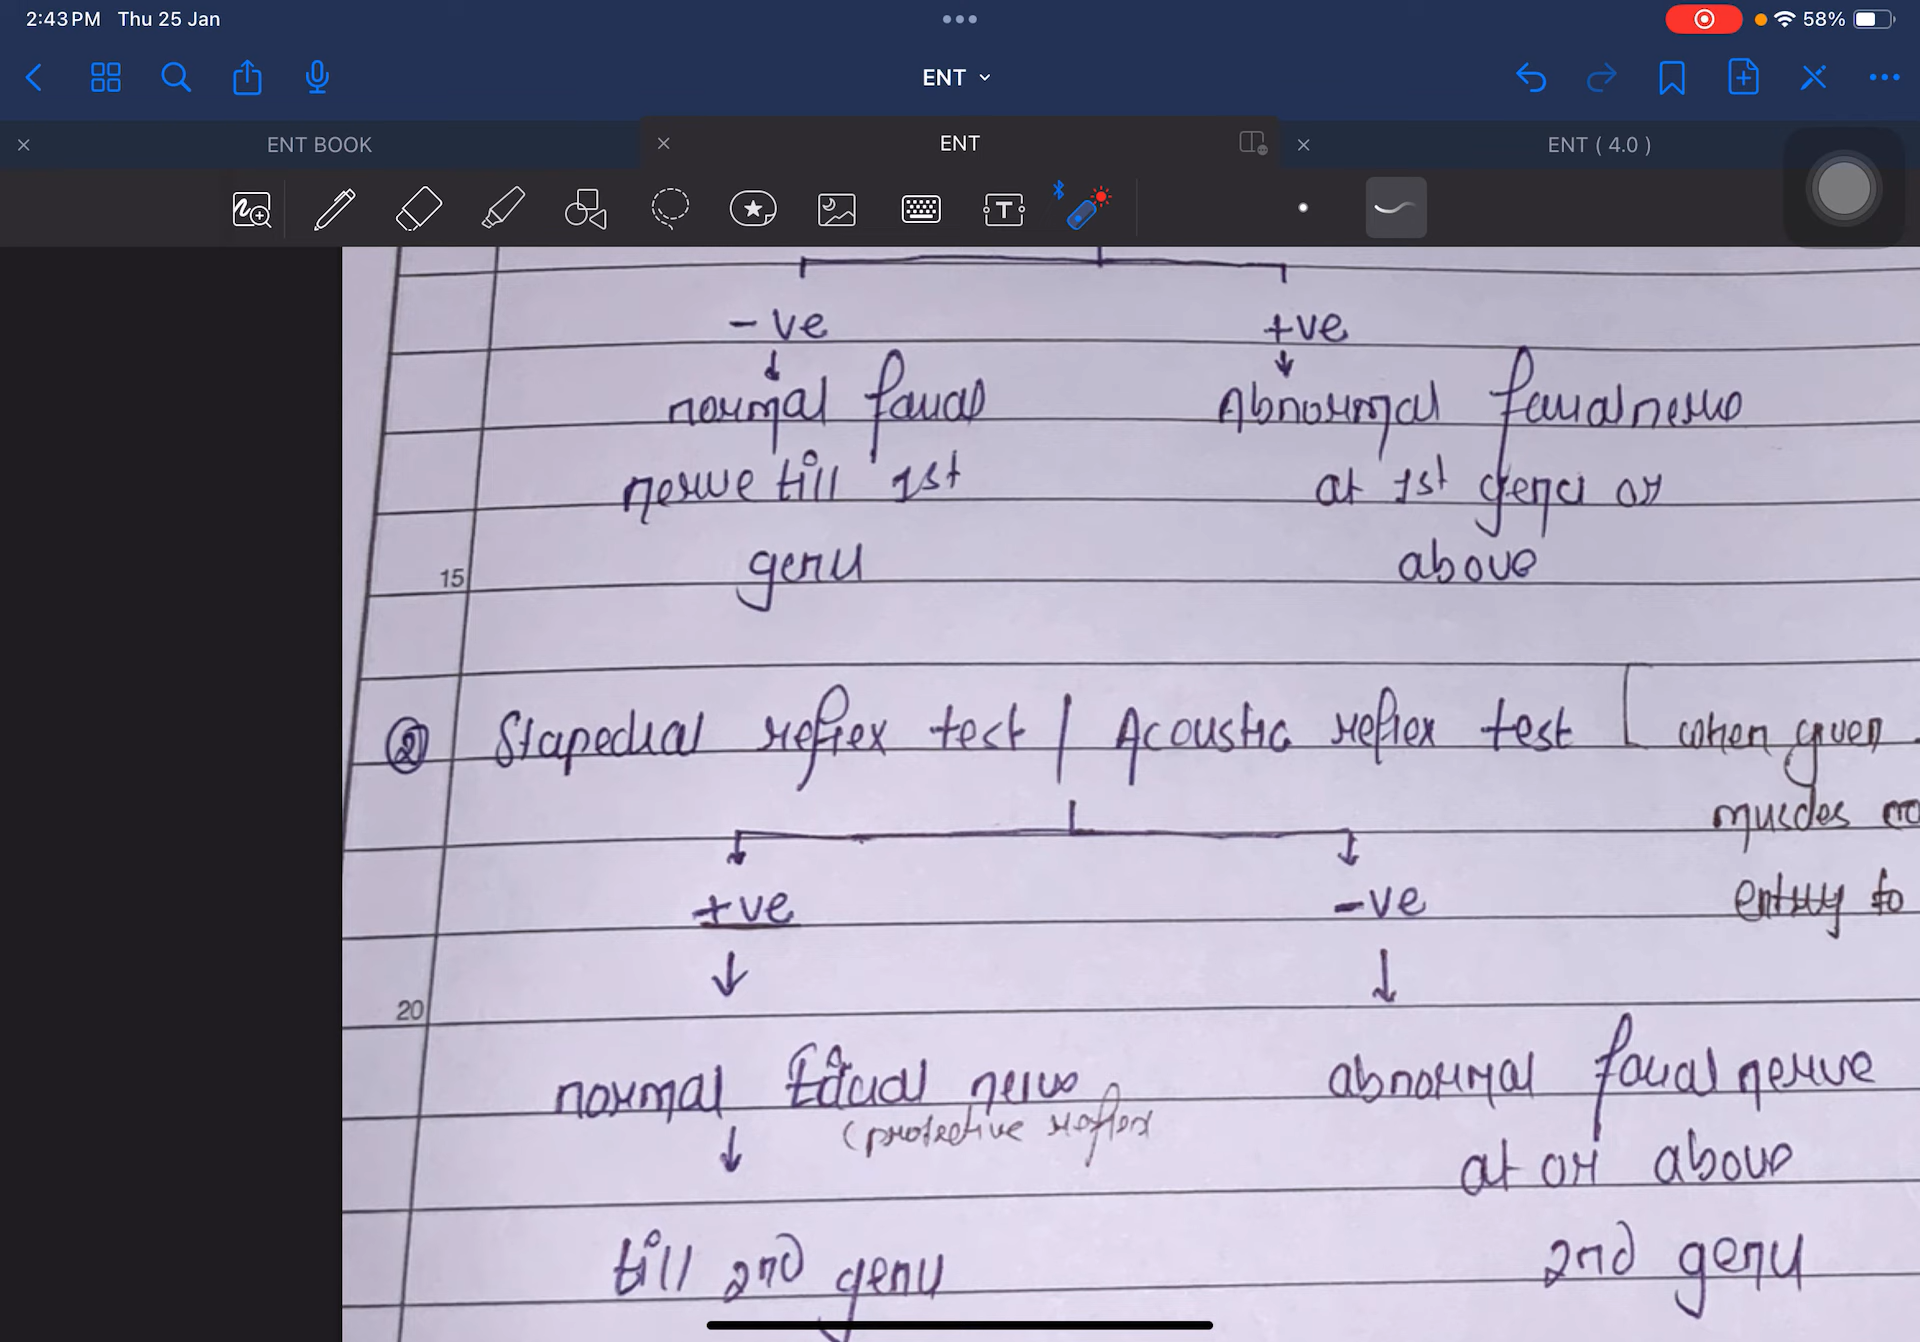 2:43 PM Thu 25 Jan
58%
ENT
ENT BOOK
ENT
ENT ( 4.0 )
-ve +ve
normal facial Abnormal facial nerve
nerve till 1st at 1st genu or
15 genu above
② Stapedial reflex test / Acoustic reflex test [ when given
muscles
+ve -ve entry to
20
normal facial nerve abnormal facial nerve
(protective reflex
at or above
till 2nd genu 2nd genu